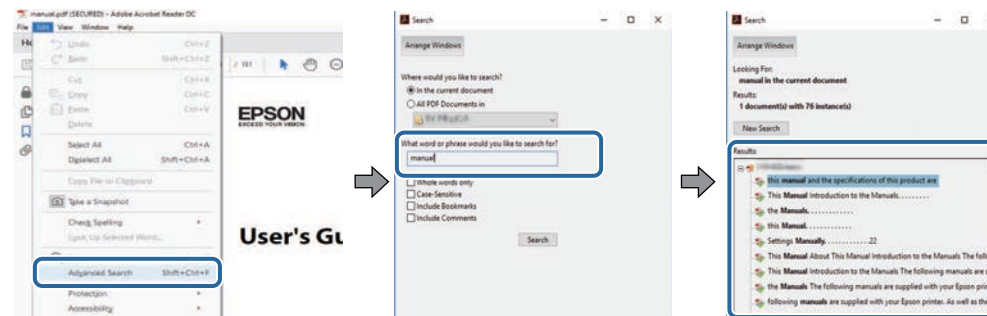 manual.pdf (SECURED) - Adobe Acrobat Reader DC
File Edit View Window Help
Undo Ctrl+Z
Redo Shift+Ctrl+Z
Cut Ctrl+X
Copy Ctrl+C
Paste Ctrl+V
Delete
Select All Ctrl+A
Deselect All Shift+Ctrl+A
Copy File to Clipboard
Take a Snapshot
Check Spelling
Look Up Selected Word...
Advanced Search Shift+Ctrl+F
Protection
Accessibility
/ 181
EPSON
EXCEED YOUR VISION
User's Gu
Search
Arrange Windows
Where would you like to search?
In the current document
All PDF Documents in
What word or phrase would you like to search for?
manual
Whole words only
Case-Sensitive
Include Bookmarks
Include Comments
Search
Search
Arrange Windows
Looking For:
manual in the current document
Results:
1 document(s) with 76 instance(s)
New Search
Results:
this manual and the specifications of this product are
This Manual Introduction to the Manuals. . . . . . . . .
the Manuals. . . . . . . . . . . . .
this Manual. . . . . . . . . . . . .
Settings Manually. . . . . . . . . . . . .22
This Manual About This Manual Introduction to the Manuals The foll
This Manual Introduction to the Manuals The following manuals are s
the Manuals The following manuals are supplied with your Epson prin
following manuals are supplied with your Epson printer. As well as the